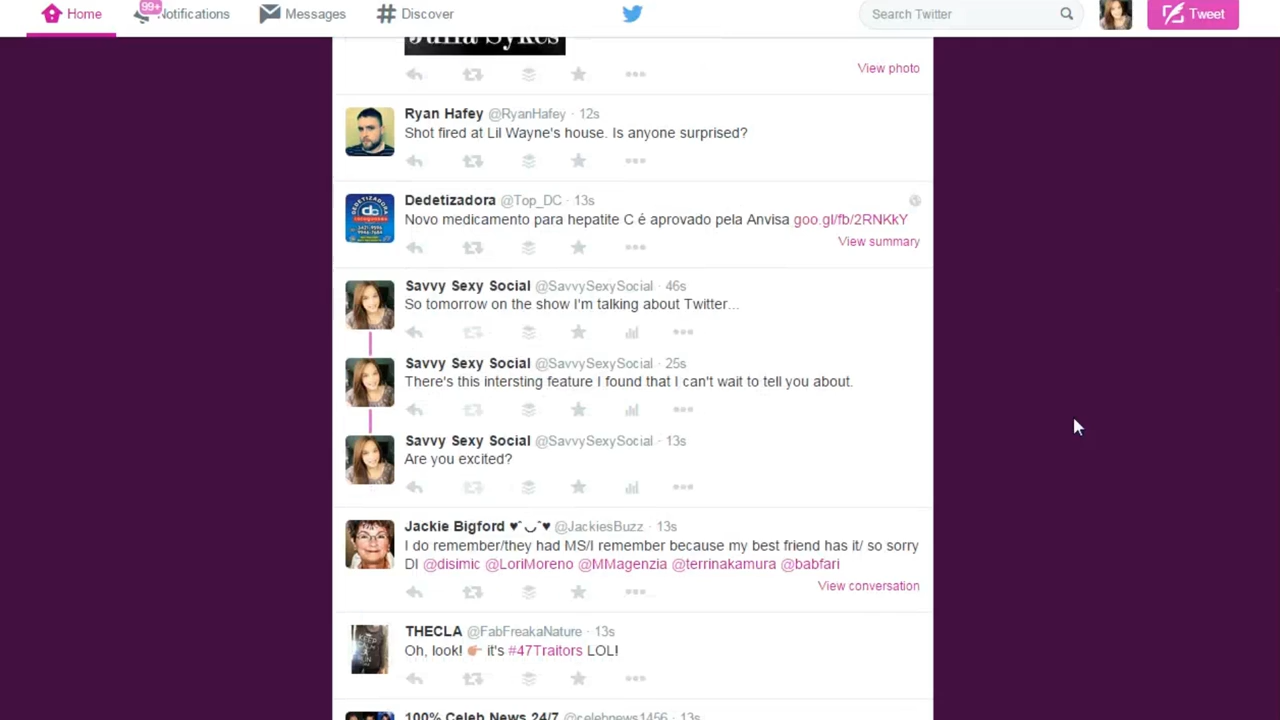 Home
99+
Notifications
Messages
Discover
Search Twitter
Tweet
Julia Sykes
View photo
Ryan Hafey @RyanHafey · 12s
Shot fired at Lil Wayne's house. Is anyone surprised?
Dedetizadora @Top_DC · 13s
Novo medicamento para hepatite C é aprovado pela Anvisa goo.gl/fb/2RNKkY
View summary
Savvy Sexy Social @SavvySexySocial · 46s
So tomorrow on the show I'm talking about Twitter...
Savvy Sexy Social @SavvySexySocial · 25s
There's this intersting feature I found that I can't wait to tell you about.
Savvy Sexy Social @SavvySexySocial · 13s
Are you excited?
Jackie Bigford ♥ˆ◡ˆ♥ @JackiesBuzz · 13s
I do remember/they had MS/I remember because my best friend has it/ so sorry
DI @disimic @LoriMoreno @MMagenzia @terrinakamura @babfari
View conversation
THECLA @FabFreakaNature · 13s
Oh, look! 👉 it's #47Traitors LOL!
100% Celeb News 24/7 @celebnews1456 · 13s